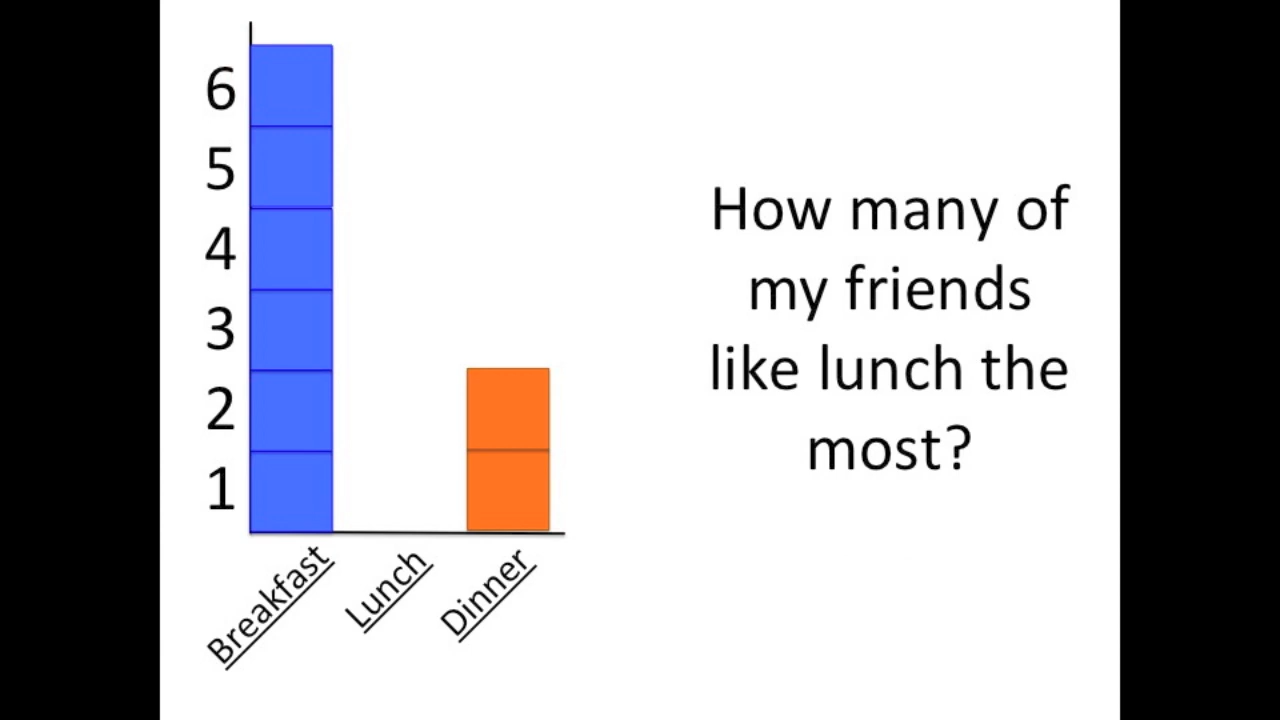 6
5
4
3
2
1
Breakfast
Lunch
Dinner
How many of
my friends
like lunch the
most?